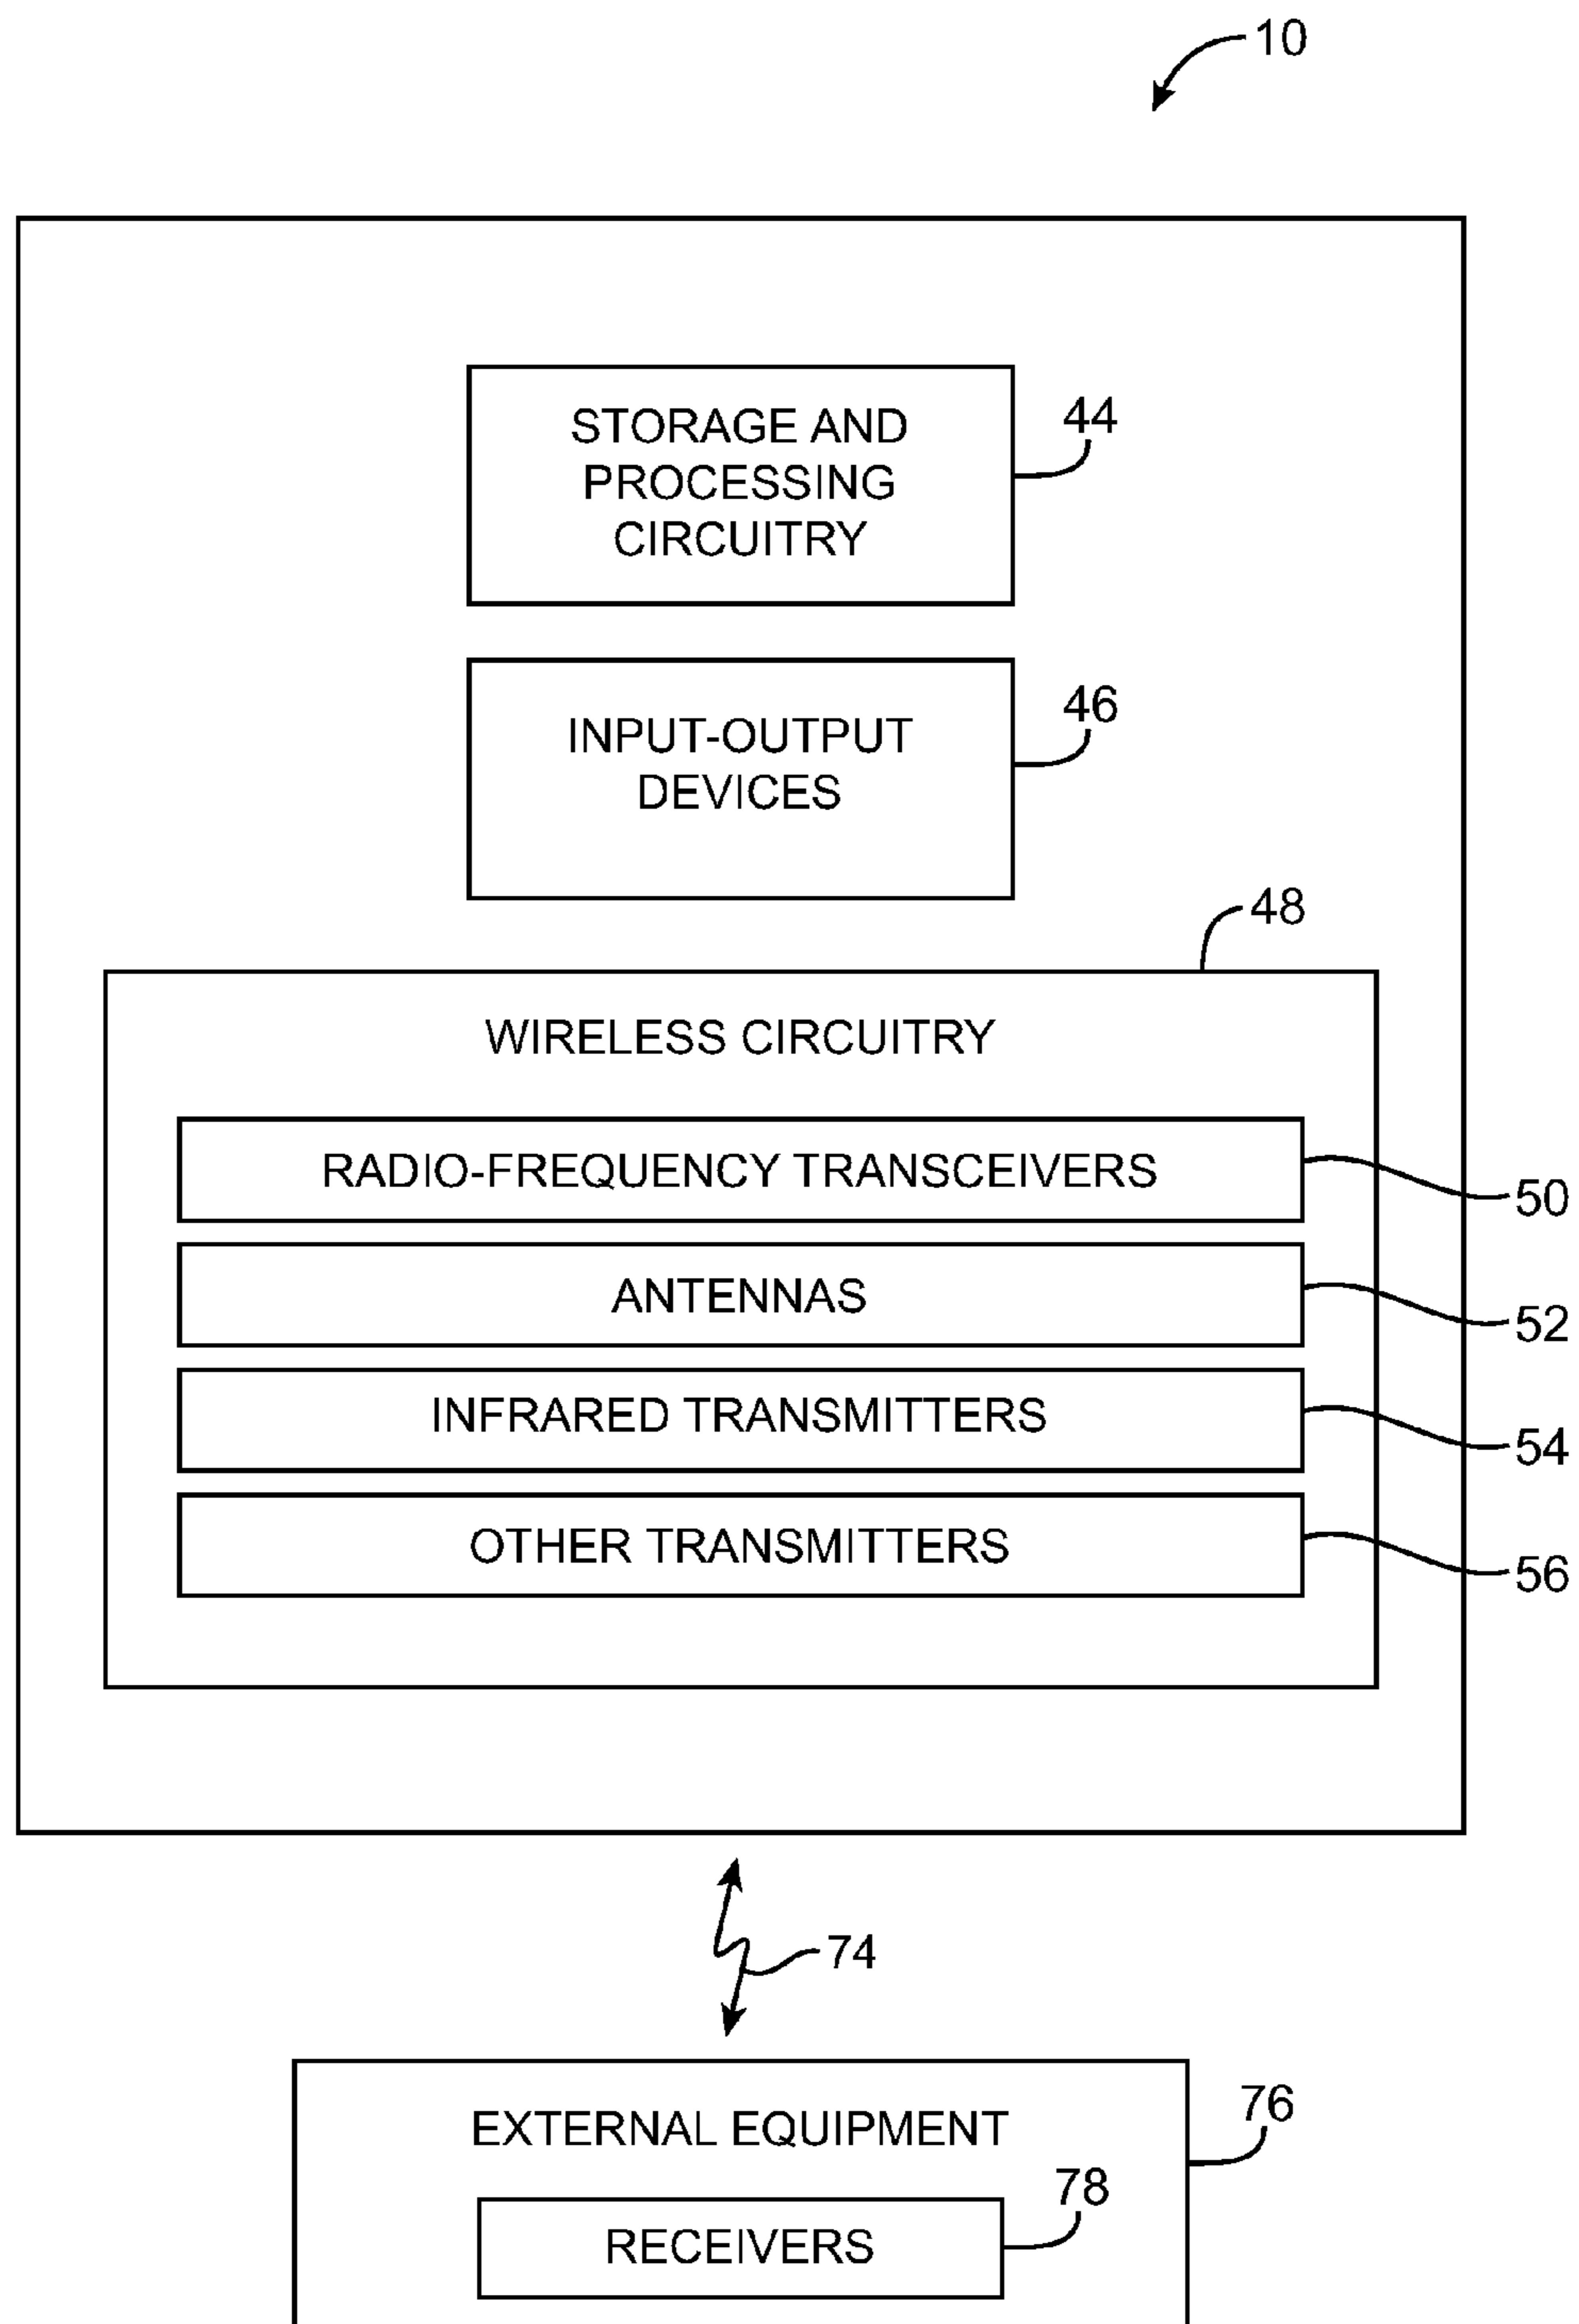 10
STORAGE AND
PROCESSING
CIRCUITRY
44
INPUT-OUTPUT
DEVICES
46
48
WIRELESS CIRCUITRY
RADIO-FREQUENCY TRANSCEIVERS
50
ANTENNAS
52
INFRARED TRANSMITTERS
54
OTHER TRANSMITTERS
56
74
EXTERNAL EQUIPMENT
76
78
RECEIVERS